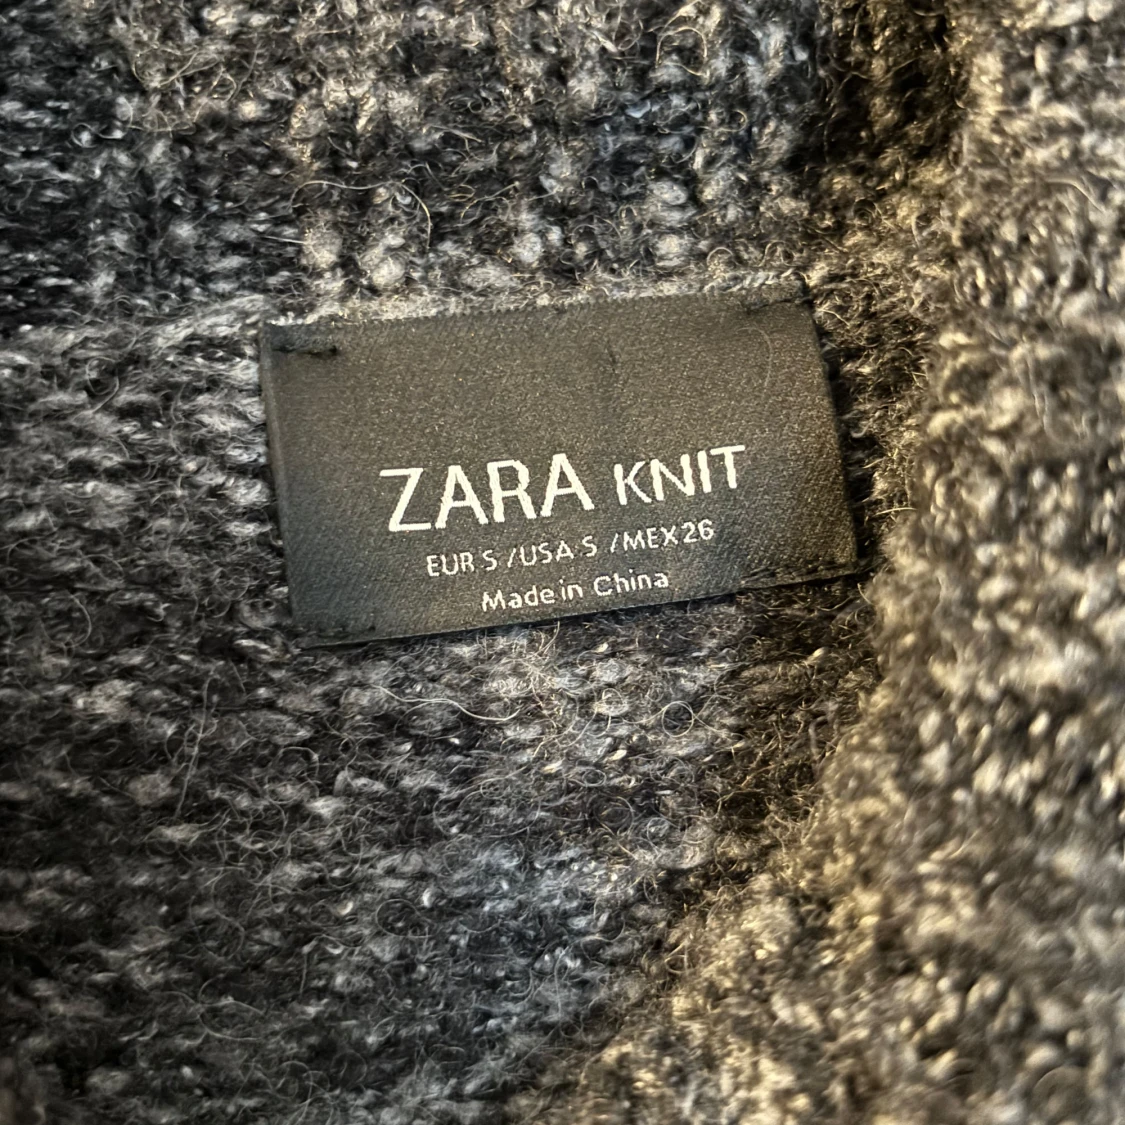 ZARA KNIT
EUR S /USA S /MEX 26
Made in China